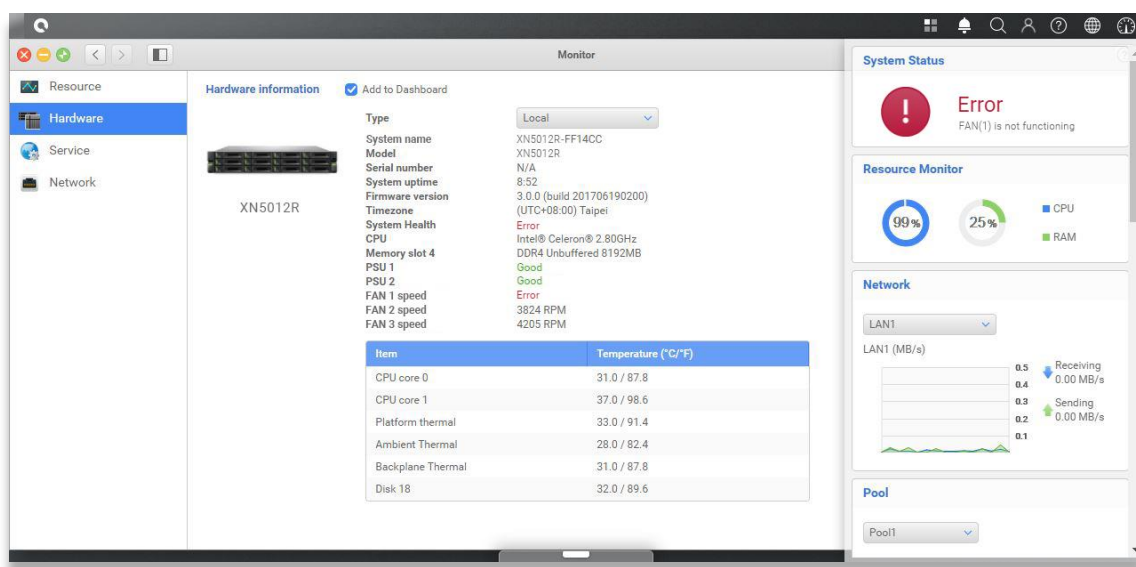 Monitor
Resource
Hardware
Service
Network
Hardware information
Add to Dashboard
XN5012R
Type Local
System name XN5012R-FF14CC
Model XN5012R
Serial number N/A
System uptime 8:52
Firmware version 3.0.0 (build 201706190200)
Timezone (UTC+08:00) Taipei
System Health Error
CPU Intel® Celeron® 2.80GHz
Memory slot 4 DDR4 Unbuffered 8192MB
PSU 1 Good
PSU 2 Good
FAN 1 speed Error
FAN 2 speed 3824 RPM
FAN 3 speed 4205 RPM
Item Temperature (°C/°F)
CPU core 0 31.0 / 87.8
CPU core 1 37.0 / 98.6
Platform thermal 33.0 / 91.4
Ambient Thermal 28.0 / 82.4
Backplane Thermal 31.0 / 87.8
Disk 18 32.0 / 89.6
System Status
Error
FAN(1) is not functioning
Resource Monitor
99%
25%
CPU
RAM
Network
LAN1
LAN1 (MB/s)
0.5
0.4
0.3
0.2
0.1
Receiving
0.00 MB/s
Sending
0.00 MB/s
Pool
Pool1